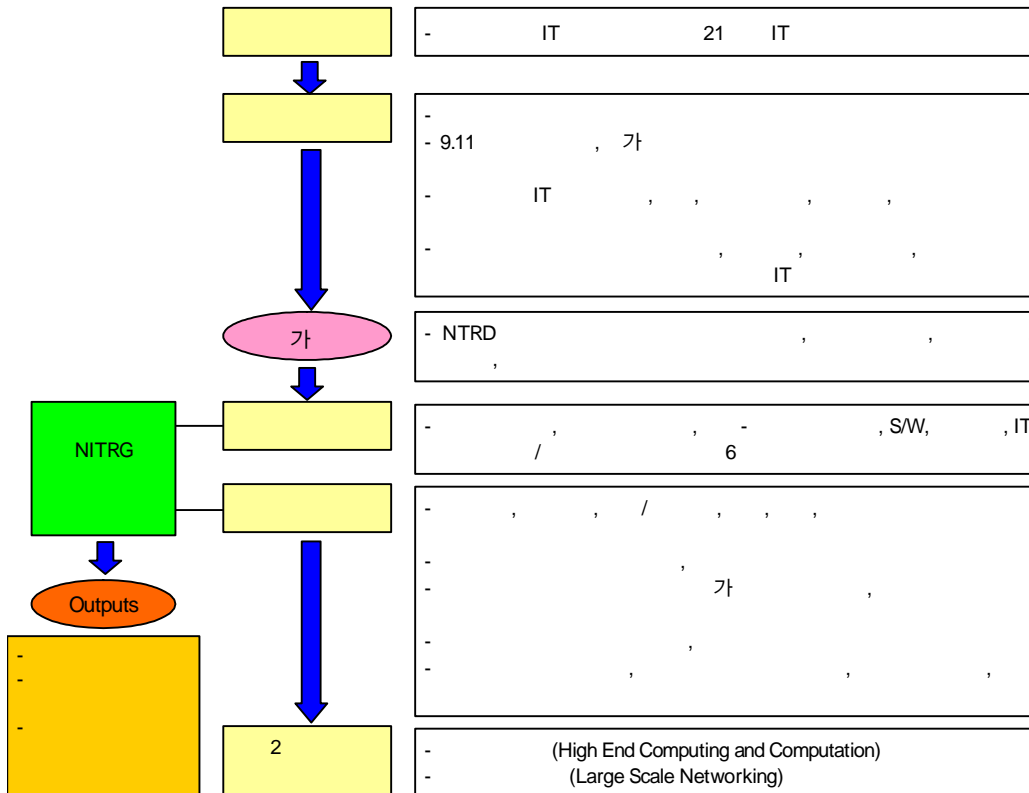 - IT 21 IT
-
- 9.11 , 가
- IT , , , ,
- , , ,
IT
가
- NTRD , ,
,
NITRG
- , , - , S/W, , IT
/ 6
- , , / , , ,
- ,
- 가 ,
- ,
- , , ,
Outputs
-
-
-
2
- (High End Computing and Computation)
- (Large Scale Networking)